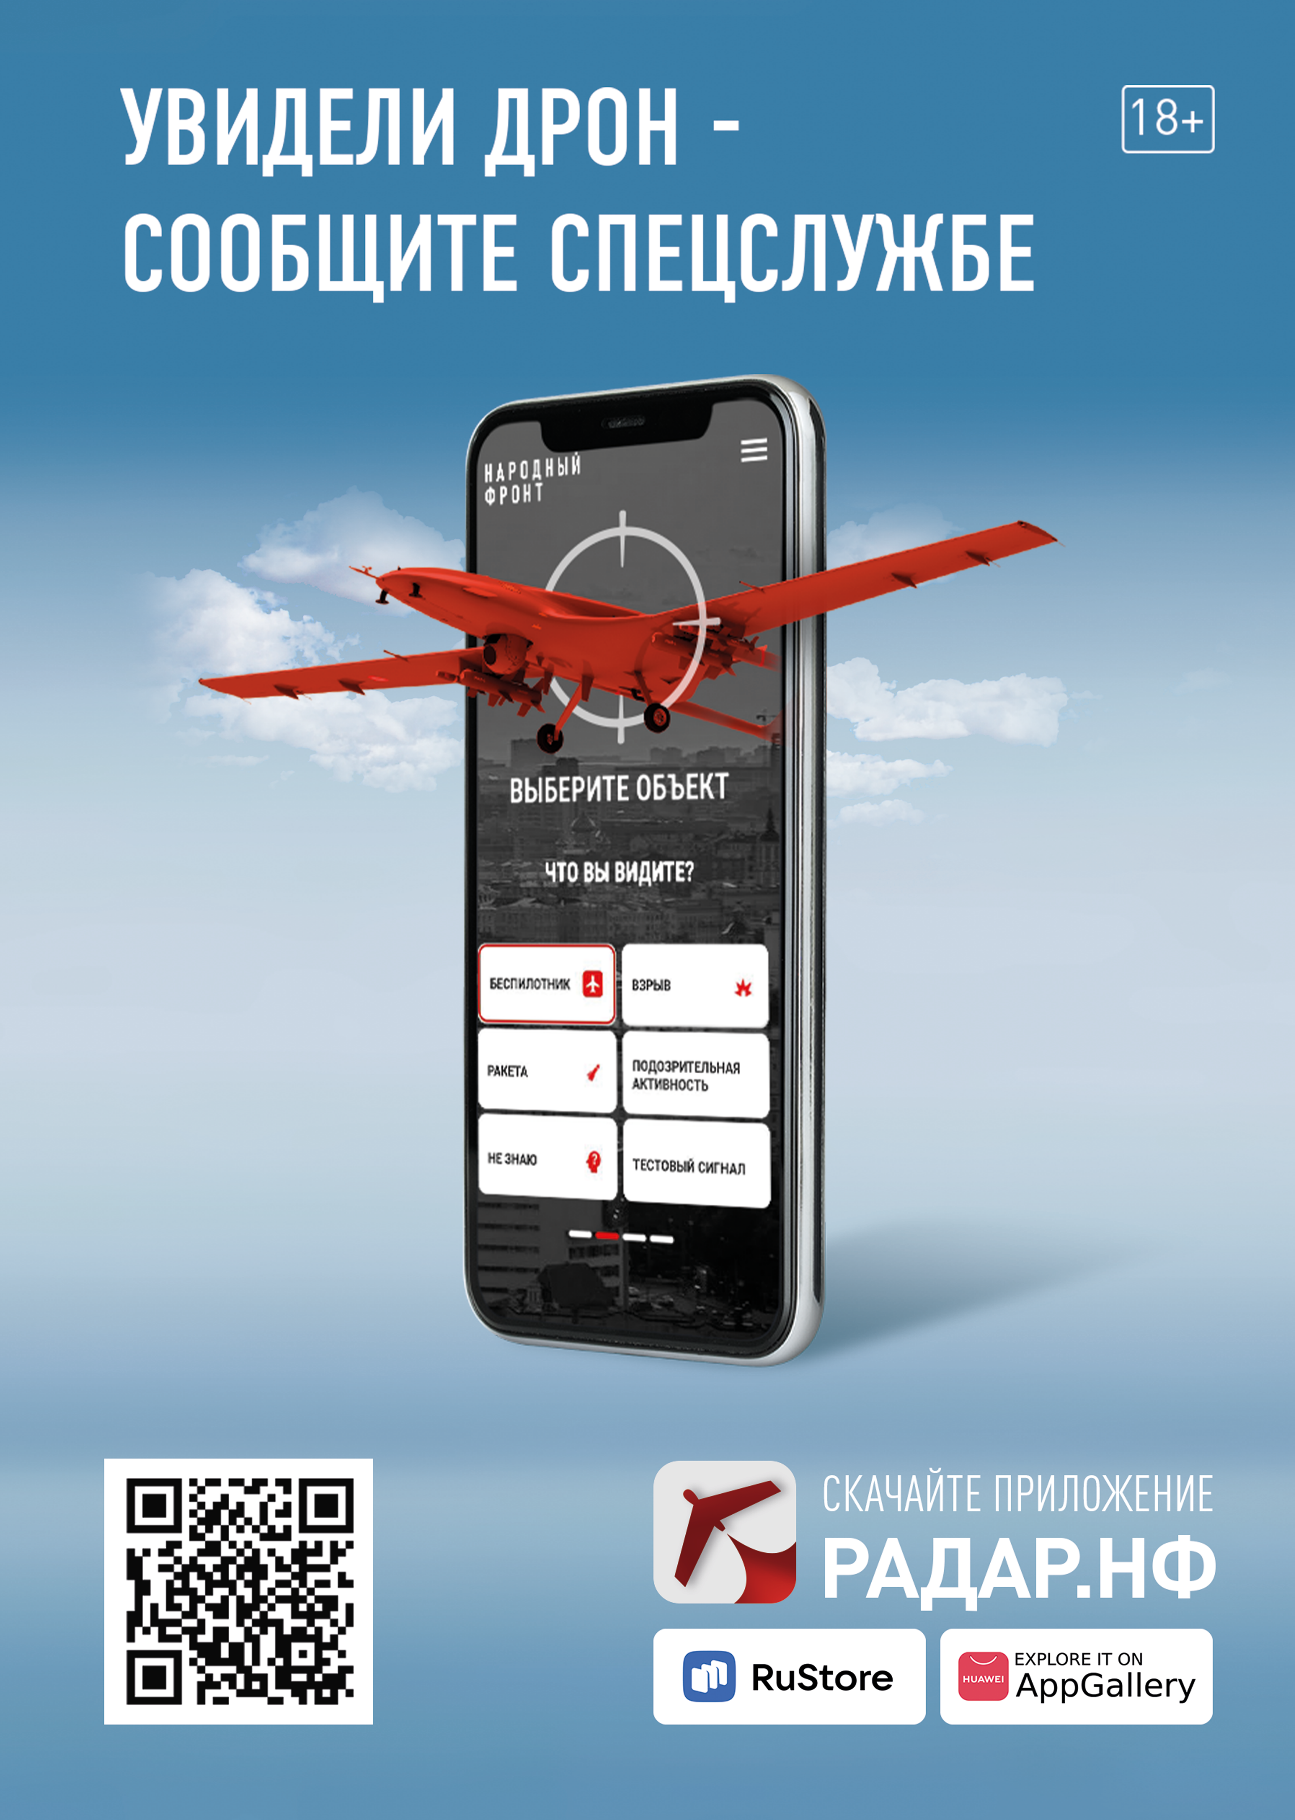 УВИДЕЛИ ДРОН -
СООБЩИТЕ СПЕЦСЛУЖБЕ
18+
НАРОДНЫЙ
ФРОНТ
ВЫБЕРИТЕ ОБЪЕКТ
ЧТО ВЫ ВИДИТЕ?
БЕСПИЛОТНИК
ВЗРЫВ
РАКЕТА
ПОДОЗРИТЕЛЬНАЯ
АКТИВНОСТЬ
НЕ ЗНАЮ
ТЕСТОВЫЙ СИГНАЛ
СКАЧАЙТЕ ПРИЛОЖЕНИЕ
РАДАР.НФ
RuStore
HUAWEI
EXPLORE IT ON
AppGallery